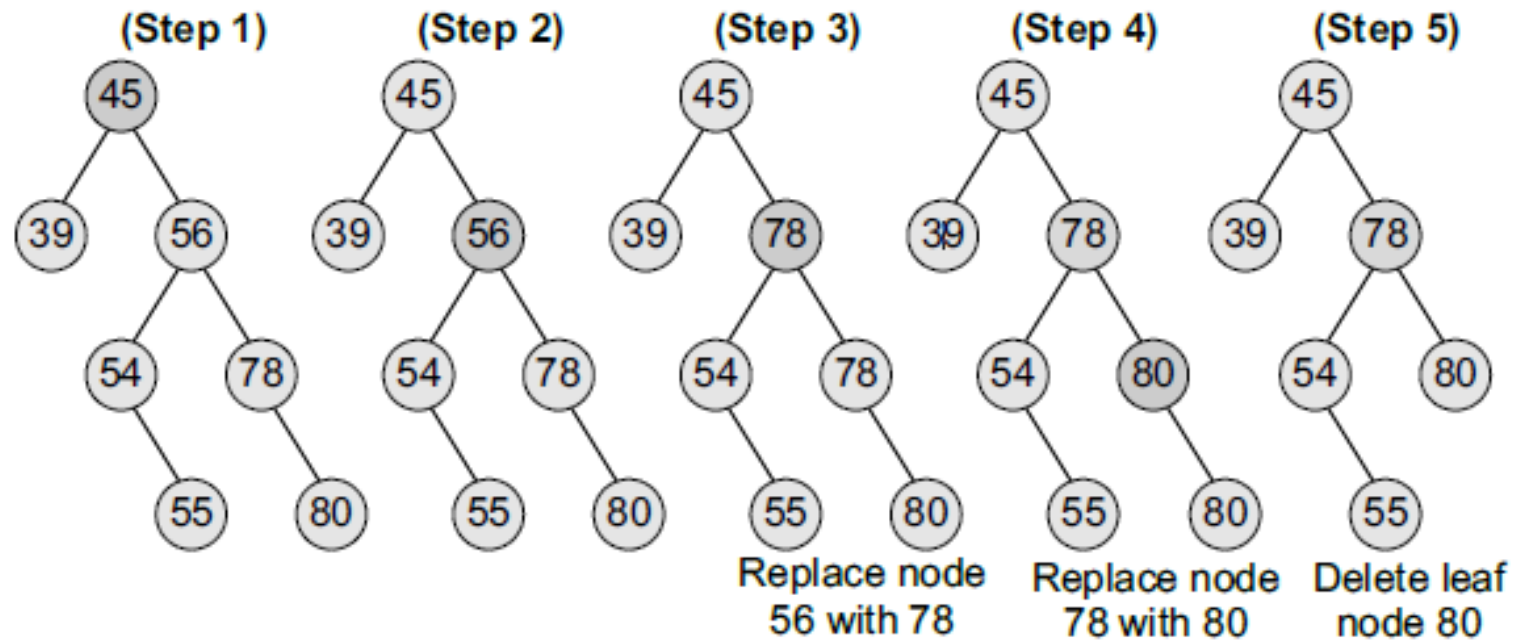 (Step 1) (Step 2) (Step 3) (Step 4) (Step 5)
45 45 45 45 45
39 56 39 56 39 78 39 78 39 78
54 78 54 78 54 78 54 80 54 80
55 80 55 80 55 80 55 80 55
Replace node Replace node Delete leaf
56 with 78 78 with 80 node 80